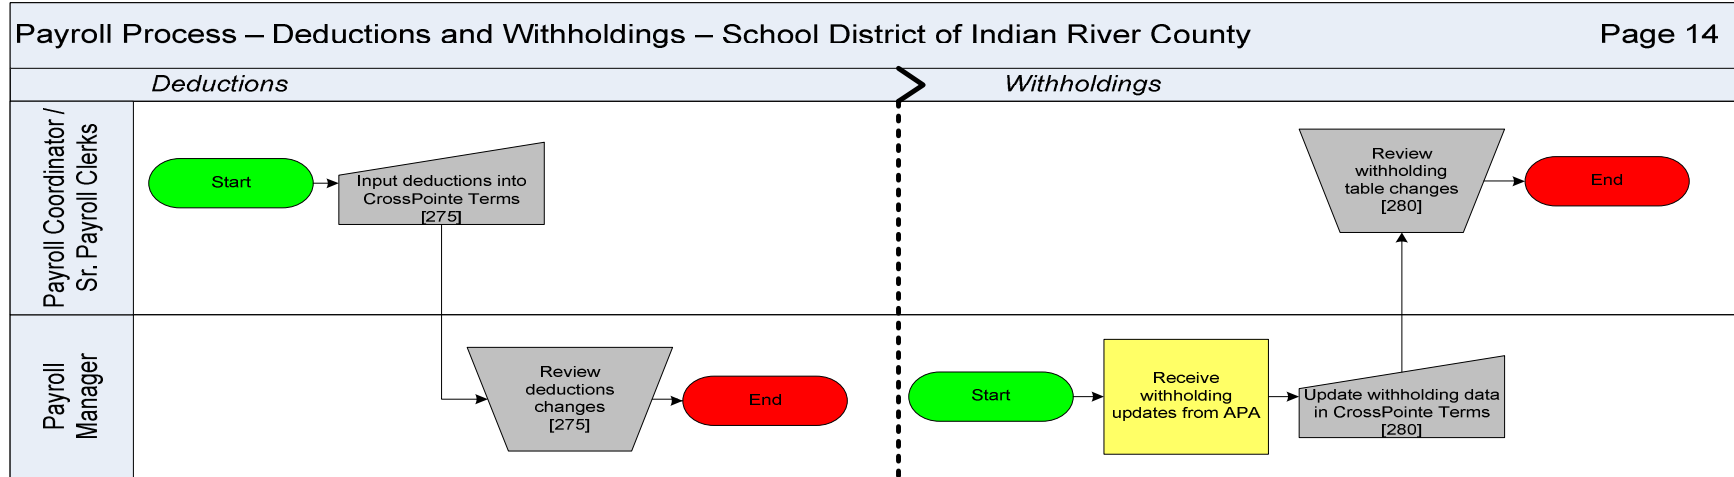 Payroll Process – Deductions and Withholdings – School District of Indian River County
Page 14
Deductions
Withholdings
Payroll Coordinator /
Sr. Payroll Clerks
Start
Input deductions into
CrossPointe Terms
[275]
Review
withholding
table changes
[280]
End
Payroll
Manager
Review
deductions
changes
[275]
End
Start
Receive
withholding
updates from APA
Update withholding data
in CrossPointe Terms
[280]